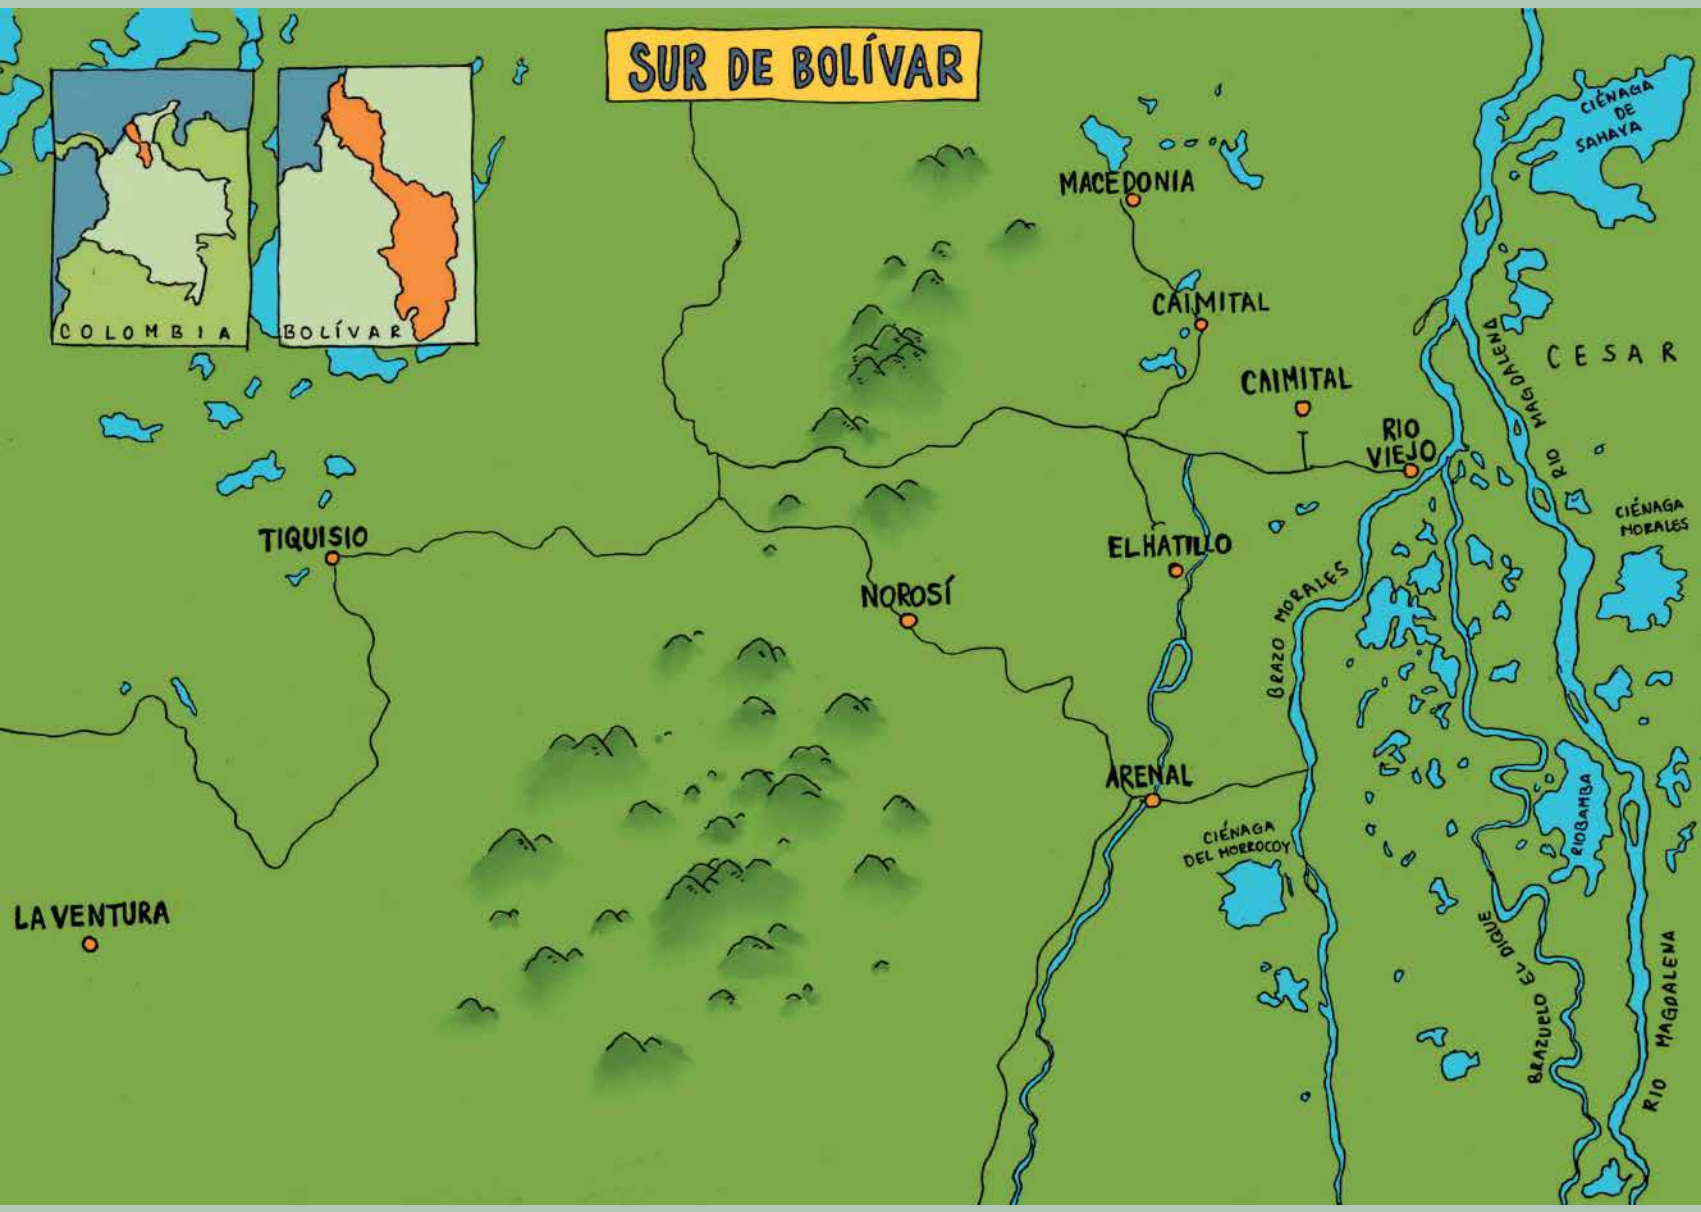 SUR DE BOLÍVAR
COLOMBIA
BOLÍVAR
CIÉNAGA
DE
SAHAYA
MACEDONIA
CAIMITAL
RIO MAGDALENA
CESAR
CAIMITAL
RIO
VIEJO
CIÉNAGA
MORALES
TIQUISIO
EL HATILLO
NOROSÍ
BRAZO MORALES
ARENAL
RIOBAMBA
CIÉNAGA
DEL MORROCOY
LA VENTURA
BRAZUELO EL DIQUE
RIO MAGDALENA